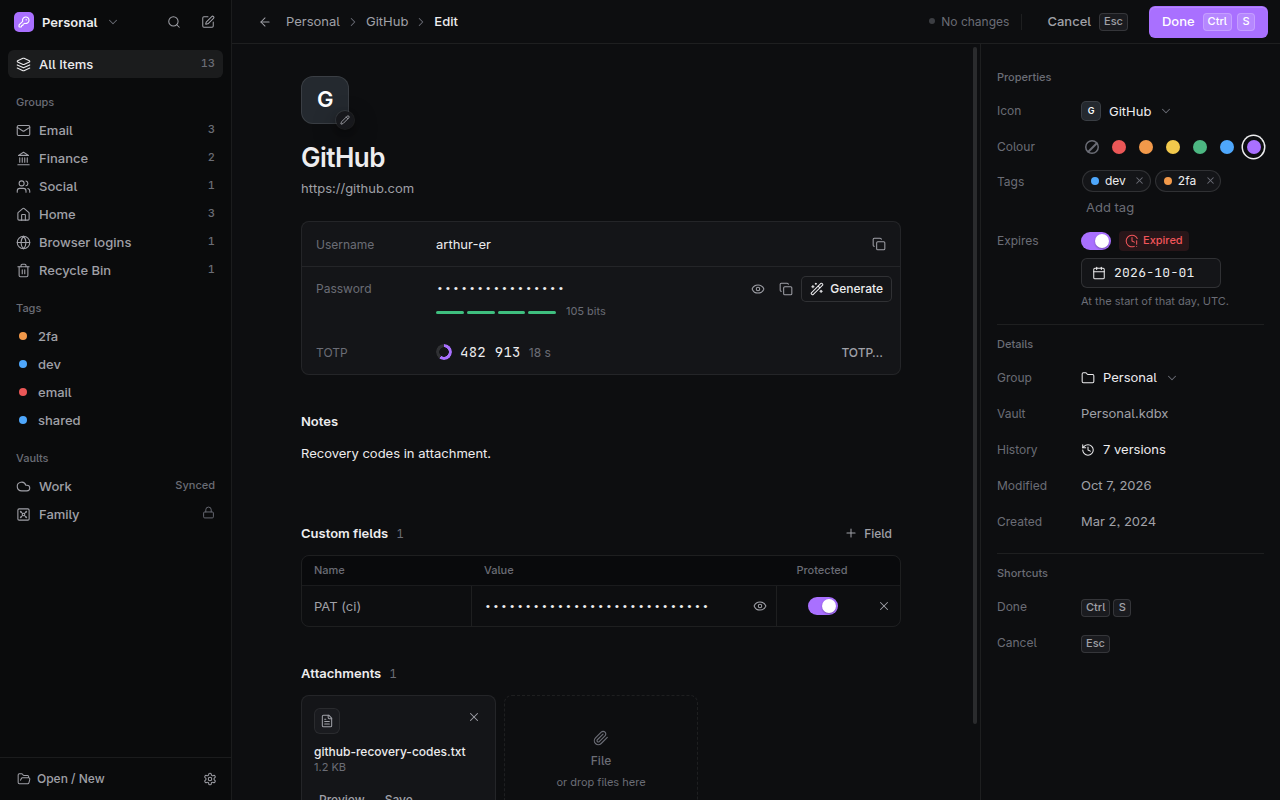 Personal
Personal
GitHub
Edit
No changes
Cancel Esc
Done Ctrl S
All Items 13
Groups
Email 3
Finance 2
Social 1
Home 3
Browser logins 1
Recycle Bin 1
Tags
2fa
dev
email
shared
Vaults
Work Synced
Family
Open / New
G
GitHub
https://github.com
Username arthur-er
Password •••••••••••••••• Generate
105 bits
TOTP 482 913 18 s TOTP...
Notes
Recovery codes in attachment.
Custom fields 1 Field
Name Value Protected
PAT (ci) ••••••••••••••••••••••••••••
Attachments 1
github-recovery-codes.txt
1.2 KB
Preview Save
File
or drop files here
Properties
Icon G GitHub
Colour
Tags dev 2fa
Add tag
Expires Expired
2026-10-01
At the start of that day, UTC.
Details
Group Personal
Vault Personal.kdbx
History 7 versions
Modified Oct 7, 2026
Created Mar 2, 2024
Shortcuts
Done Ctrl S
Cancel Esc